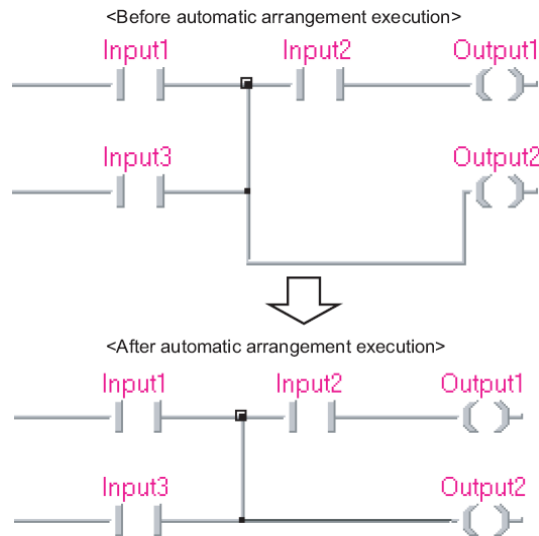 <Before automatic arrangement execution>
Input1 Input2 Output1
Input3 Output2
<After automatic arrangement execution>
Input1 Input2 Output1
Input3 Output2